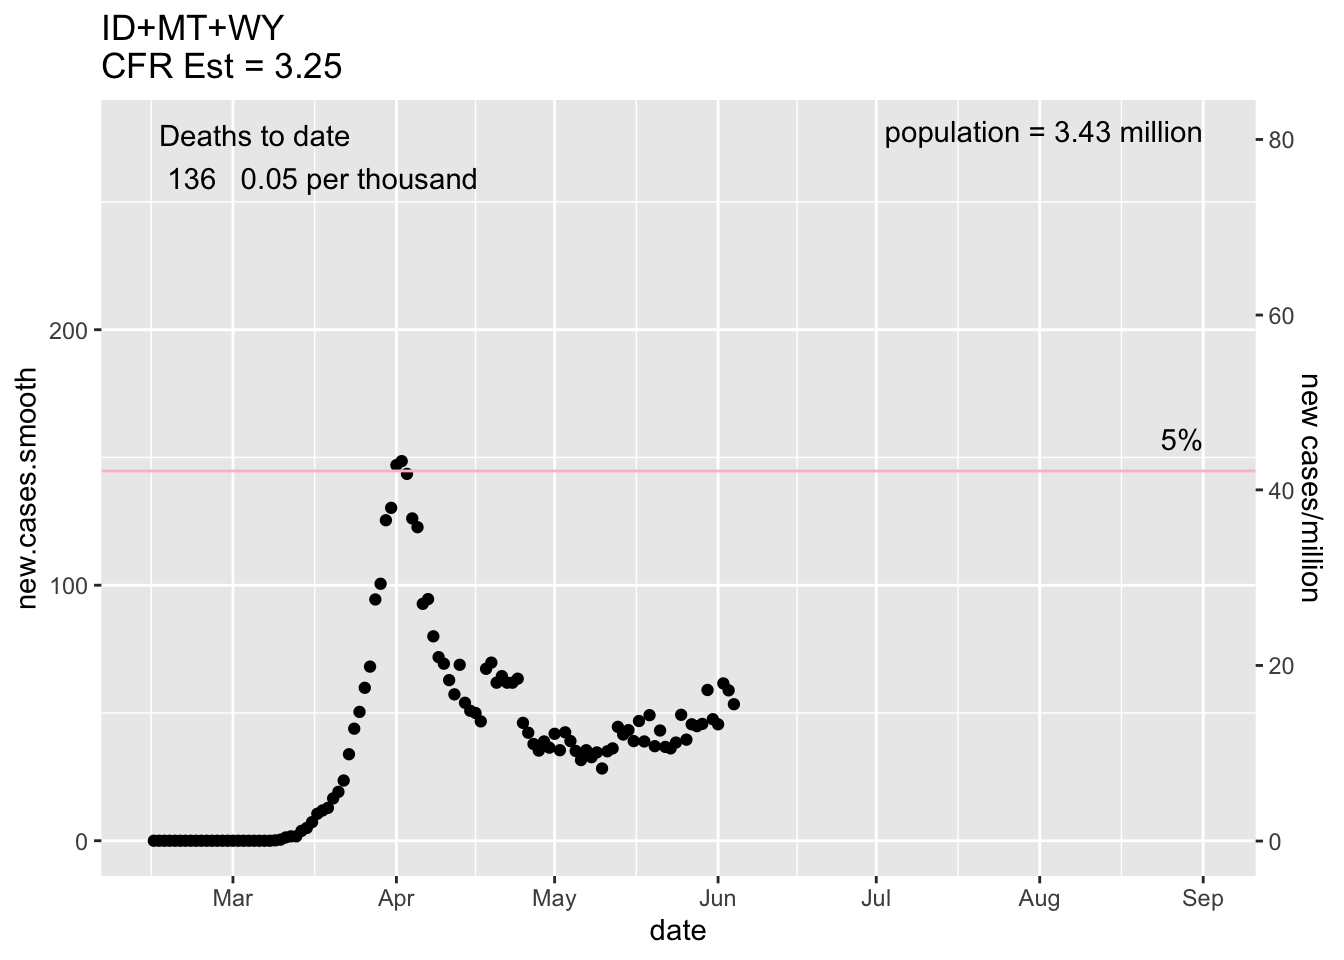 ID+MT+WY
CFR Est = 3.25
Deaths to date
136 0.05 per thousand
population = 3.43 million
5%
new.cases.smooth
200
100
0
new cases/million
80
60
40
20
0
Mar Apr May Jun Jul Aug Sep
date